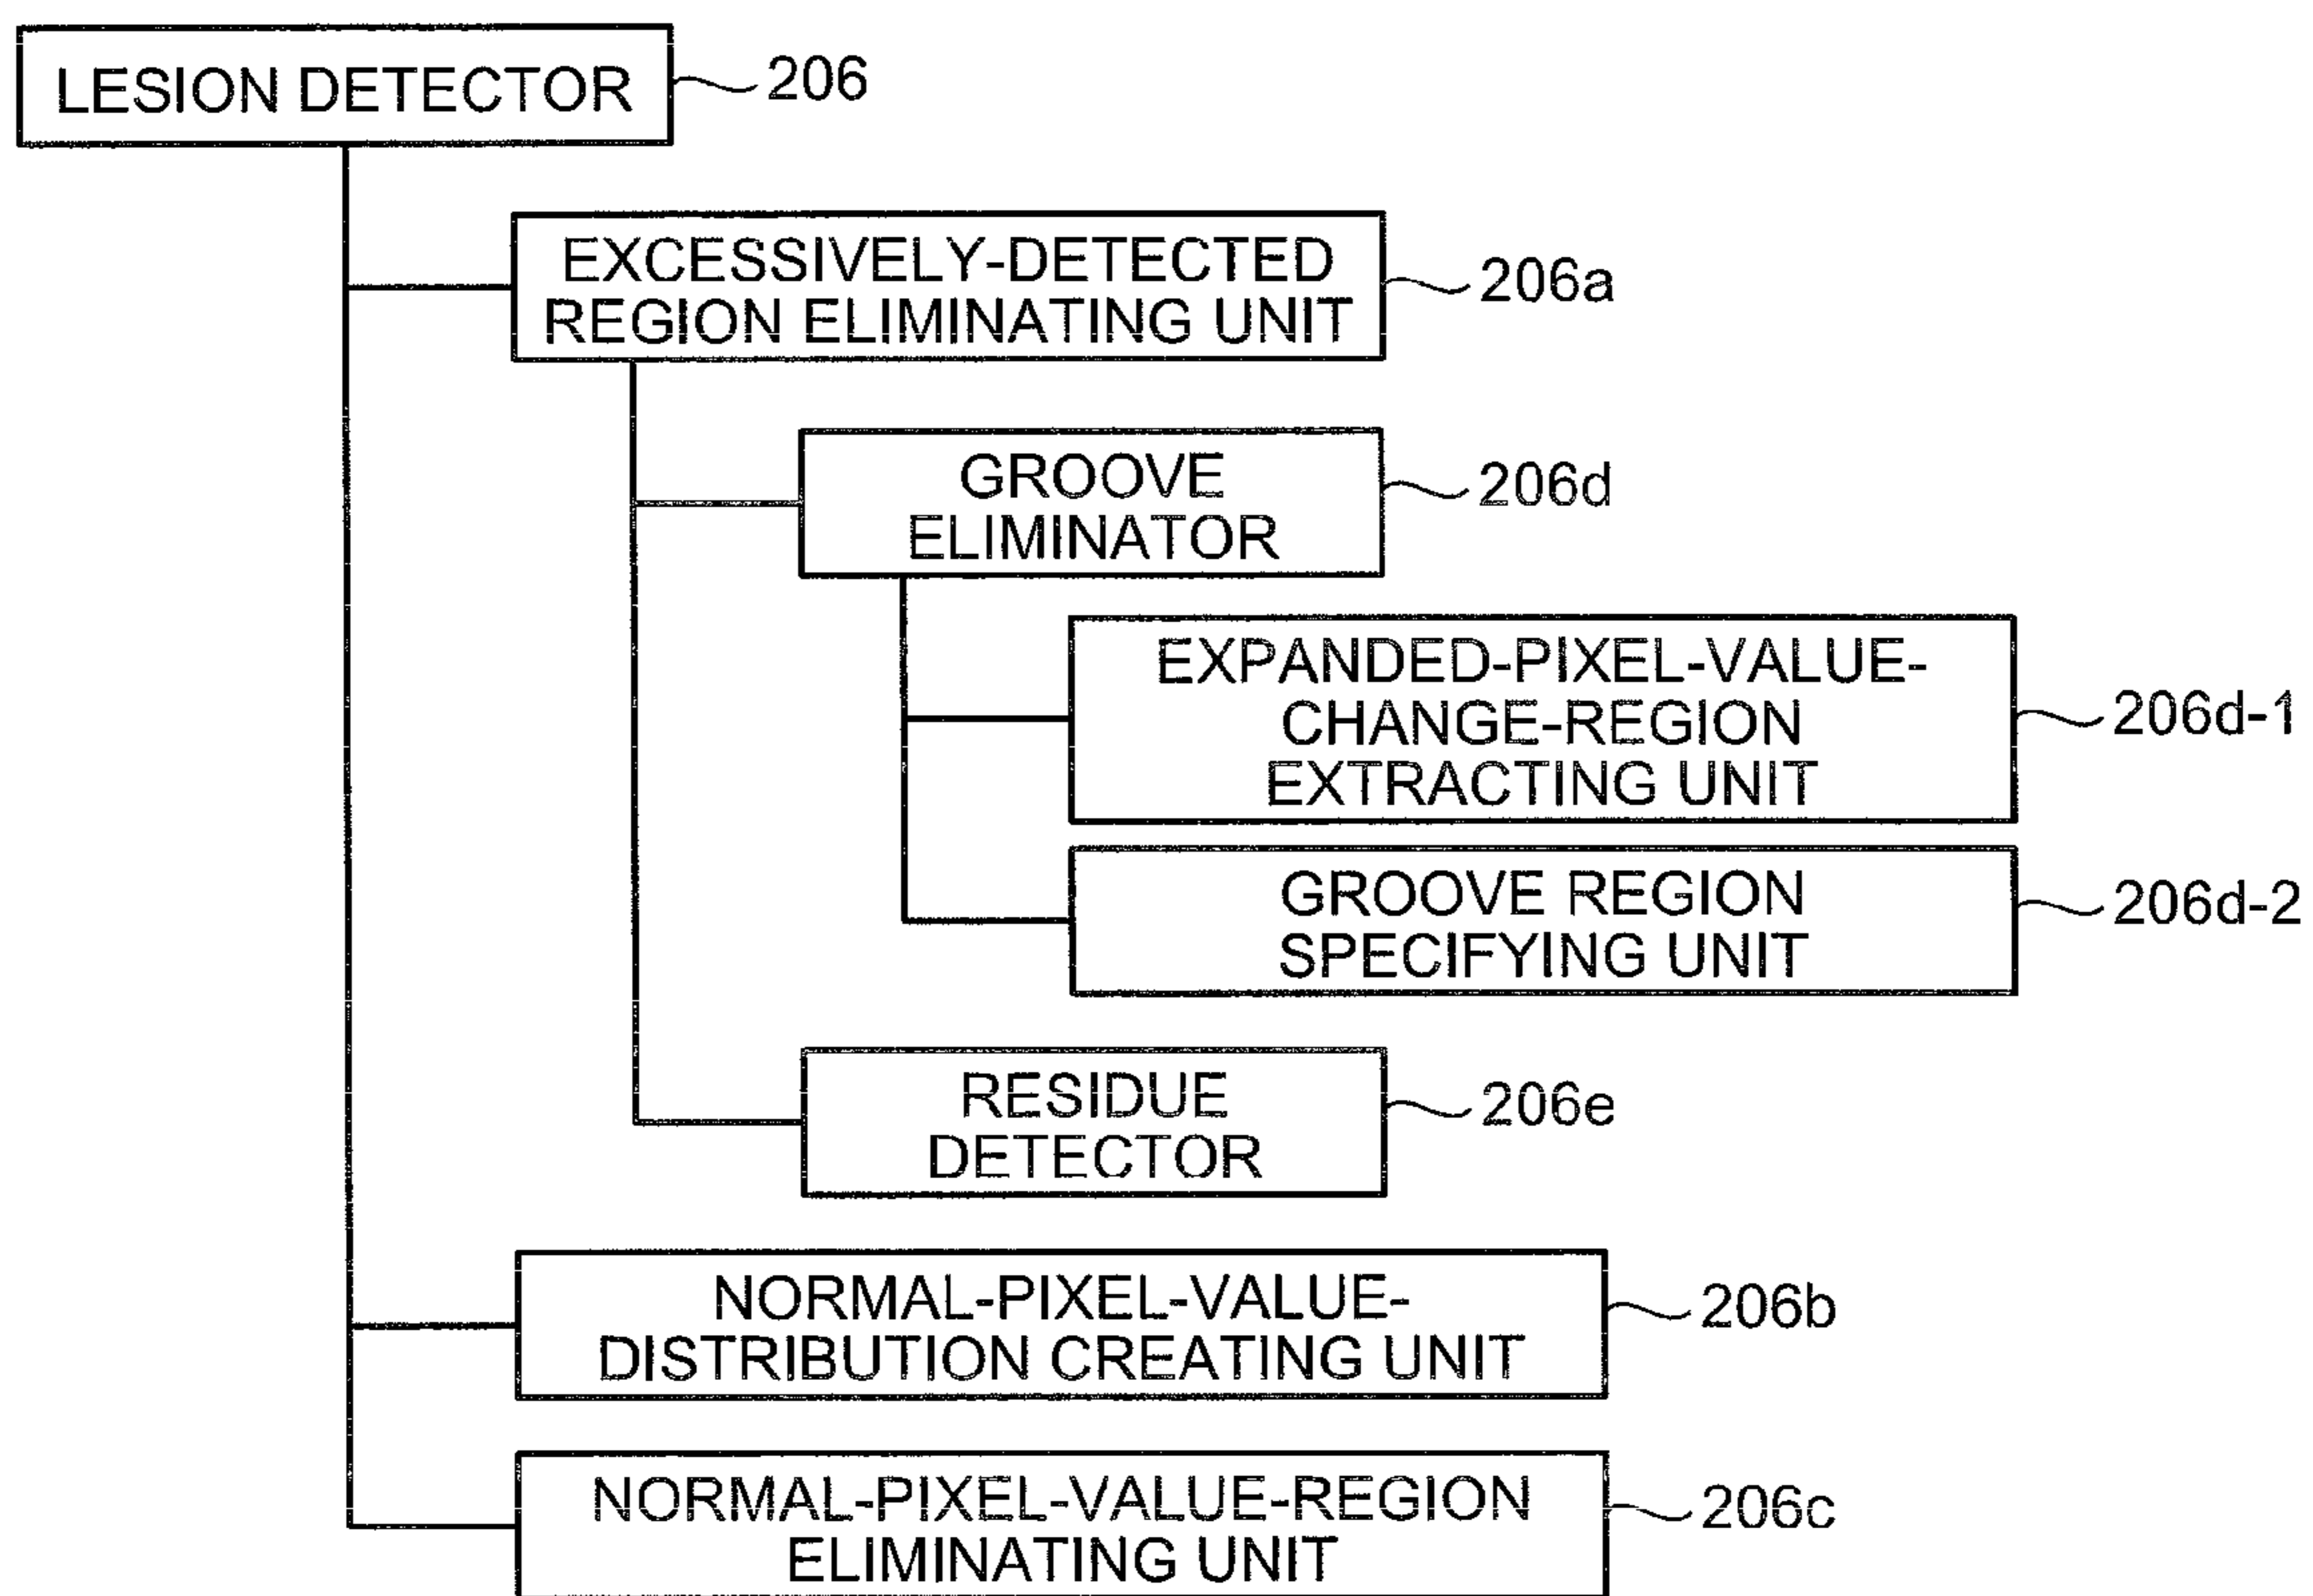 LESION DETECTOR
206
EXCESSIVELY-DETECTED
REGION ELIMINATING UNIT
206a
GROOVE
ELIMINATOR
206d
EXPANDED-PIXEL-VALUE-
CHANGE-REGION
EXTRACTING UNIT
206d-1
GROOVE REGION
SPECIFYING UNIT
206d-2
RESIDUE
DETECTOR
206e
NORMAL-PIXEL-VALUE-
DISTRIBUTION CREATING UNIT
206b
NORMAL-PIXEL-VALUE-REGION
ELIMINATING UNIT
206c